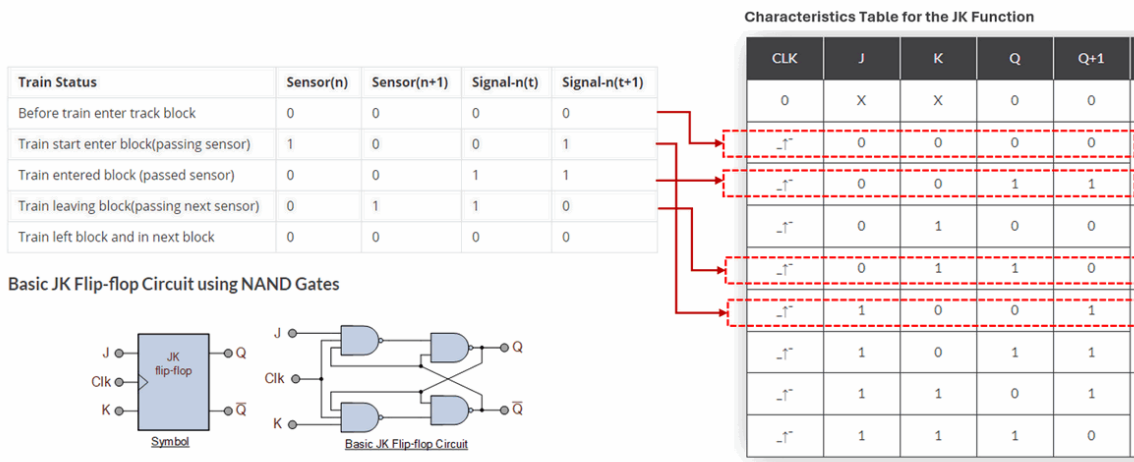 Characteristics Table for the JK Function
CLK J K Q Q+1
0 X X 0 0
_↑‾ 0 0 0 0
_↑‾ 0 0 1 1
_↑‾ 0 1 0 0
_↑‾ 0 1 1 0
_↑‾ 1 0 0 1
_↑‾ 1 0 1 1
_↑‾ 1 1 0 1
_↑‾ 1 1 1 0
Train Status Sensor(n) Sensor(n+1) Signal-n(t) Signal-n(t+1)
Before train enter track block 0 0 0 0
Train start enter block(passing sensor) 1 0 0 1
Train entered block (passed sensor) 0 0 1 1
Train leaving block(passing next sensor) 0 1 1 0
Train left block and in next block 0 0 0 0
Basic JK Flip-flop Circuit using NAND Gates
J
Clk
K
JK
flip-flop
Q
Q̅
Symbol
J
Clk
K
Q
Q̅
Basic JK Flip-flop Circuit